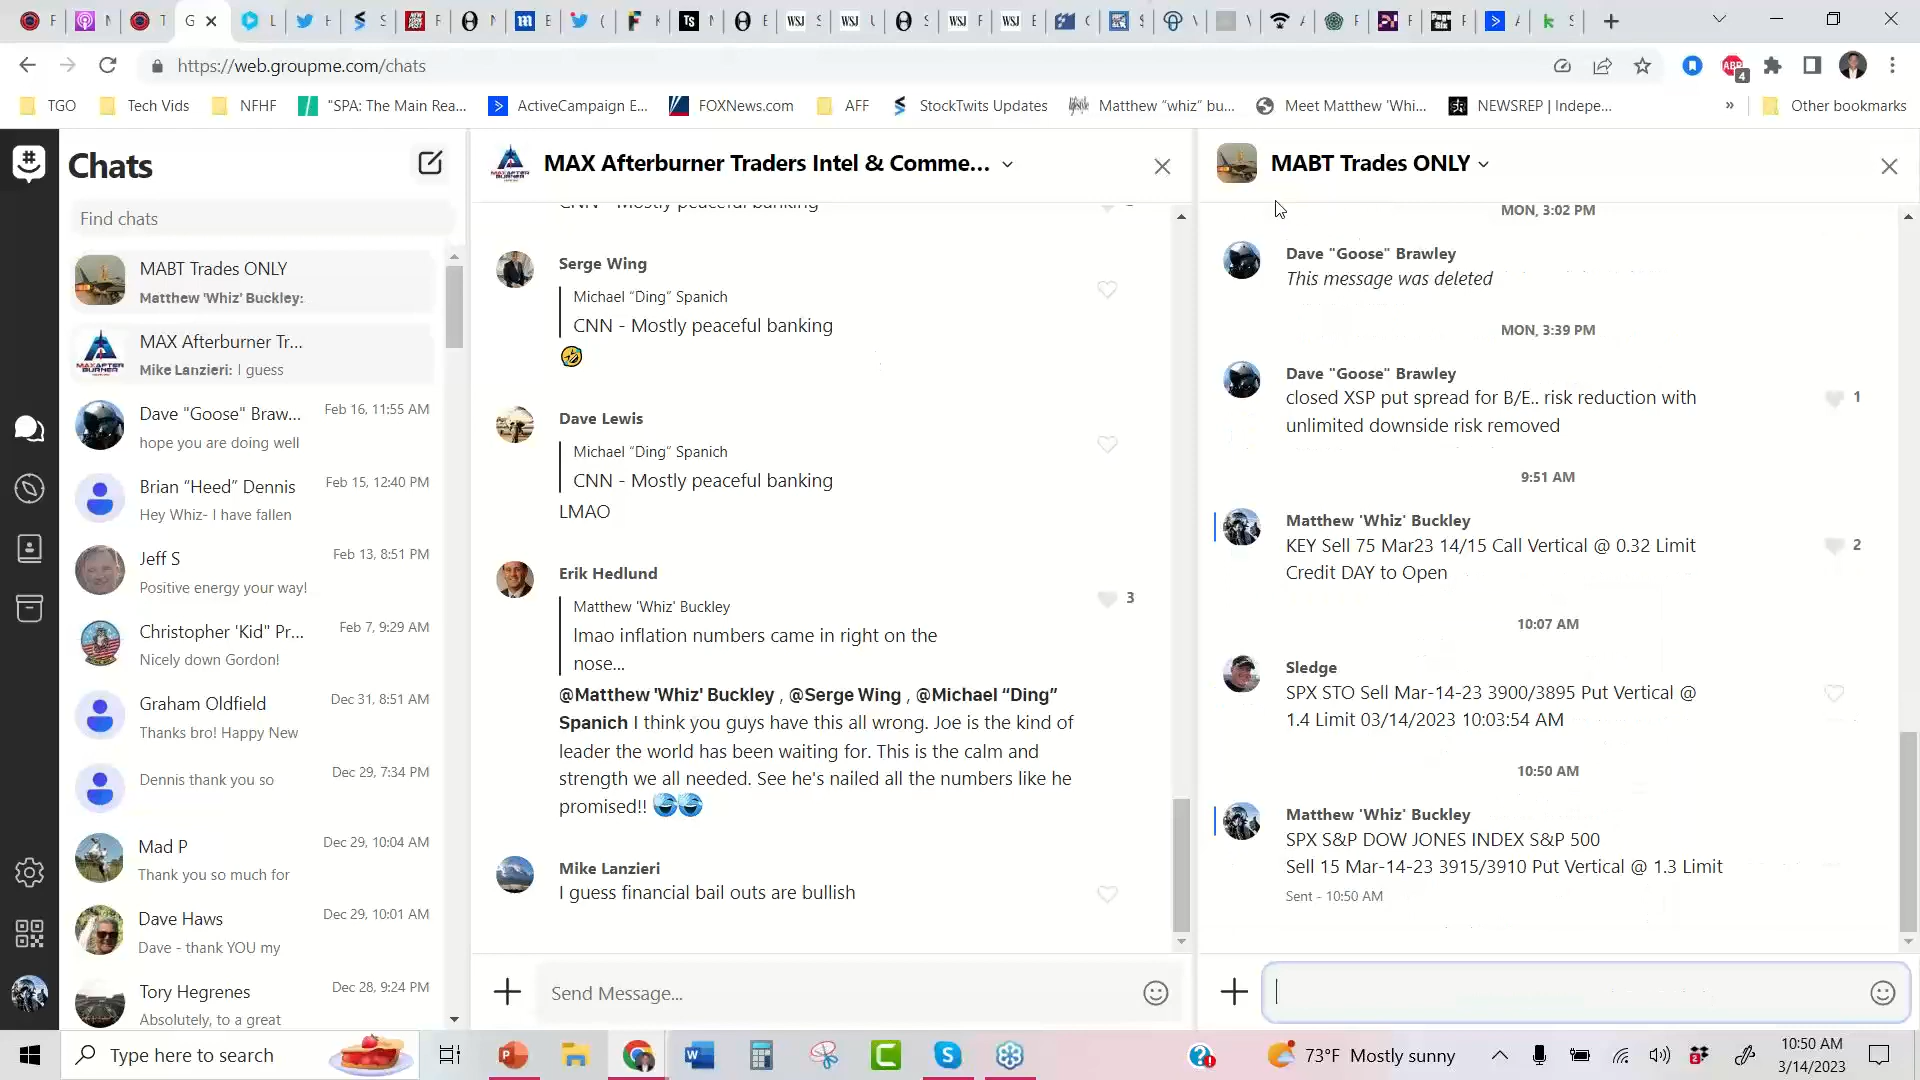 https://web.groupme.com/chats
TGO
Tech Vids
NFHF
"SPA: The Main Rea...
ActiveCampaign E...
FOXNews.com
AFF
StockTwits Updates
Matthew "whiz" bu...
Meet Matthew 'Whi...
NEWSREP | Indepe...
»
Other bookmarks
Chats
Find chats
MABT Trades ONLY
Matthew 'Whiz' Buckley:
MAX Afterburner Tr...
Mike Lanzieri: I guess
Dave "Goose" Braw...
Feb 16, 11:55 AM
hope you are doing well
Brian “Heed” Dennis
Feb 15, 12:40 PM
Hey Whiz- I have fallen
Jeff S
Feb 13, 8:51 PM
Positive energy your way!
Christopher 'Kid" Pr...
Feb 7, 9:29 AM
Nicely down Gordon!
Graham Oldfield
Dec 31, 8:51 AM
Thanks bro! Happy New
Dec 29, 7:34 PM
Dennis thank you so
Mad P
Dec 29, 10:04 AM
Thank you so much for
Dave Haws
Dec 29, 10:01 AM
Dave - thank YOU my
Tory Hegrenes
Dec 28, 9:24 PM
Absolutely, to a great
MAX Afterburner Traders Intel & Comme...
CNN - Mostly peaceful banking
Serge Wing
Michael “Ding” Spanich
CNN - Mostly peaceful banking
🤣
Dave Lewis
Michael “Ding” Spanich
CNN - Mostly peaceful banking
LMAO
Erik Hedlund
Matthew 'Whiz' Buckley
lmao inflation numbers came in right on the
nose...
3
@Matthew 'Whiz' Buckley , @Serge Wing , @Michael “Ding”
Spanich I think you guys have this all wrong. Joe is the kind of
leader the world has been waiting for. This is the calm and
strength we all needed. See he's nailed all the numbers like he
promised!!
Mike Lanzieri
I guess financial bail outs are bullish
Send Message...
MABT Trades ONLY
MON, 3:02 PM
Dave "Goose" Brawley
This message was deleted
MON, 3:39 PM
Dave "Goose" Brawley
closed XSP put spread for B/E.. risk reduction with
unlimited downside risk removed
1
9:51 AM
Matthew 'Whiz' Buckley
KEY Sell 75 Mar23 14/15 Call Vertical @ 0.32 Limit
Credit DAY to Open
2
10:07 AM
Sledge
SPX STO Sell Mar-14-23 3900/3895 Put Vertical @
1.4 Limit 03/14/2023 10:03:54 AM
10:50 AM
Matthew 'Whiz' Buckley
SPX S&P DOW JONES INDEX S&P 500
Sell 15 Mar-14-23 3915/3910 Put Vertical @ 1.3 Limit
Sent - 10:50 AM
Type here to search
73°F Mostly sunny
10:50 AM
3/14/2023